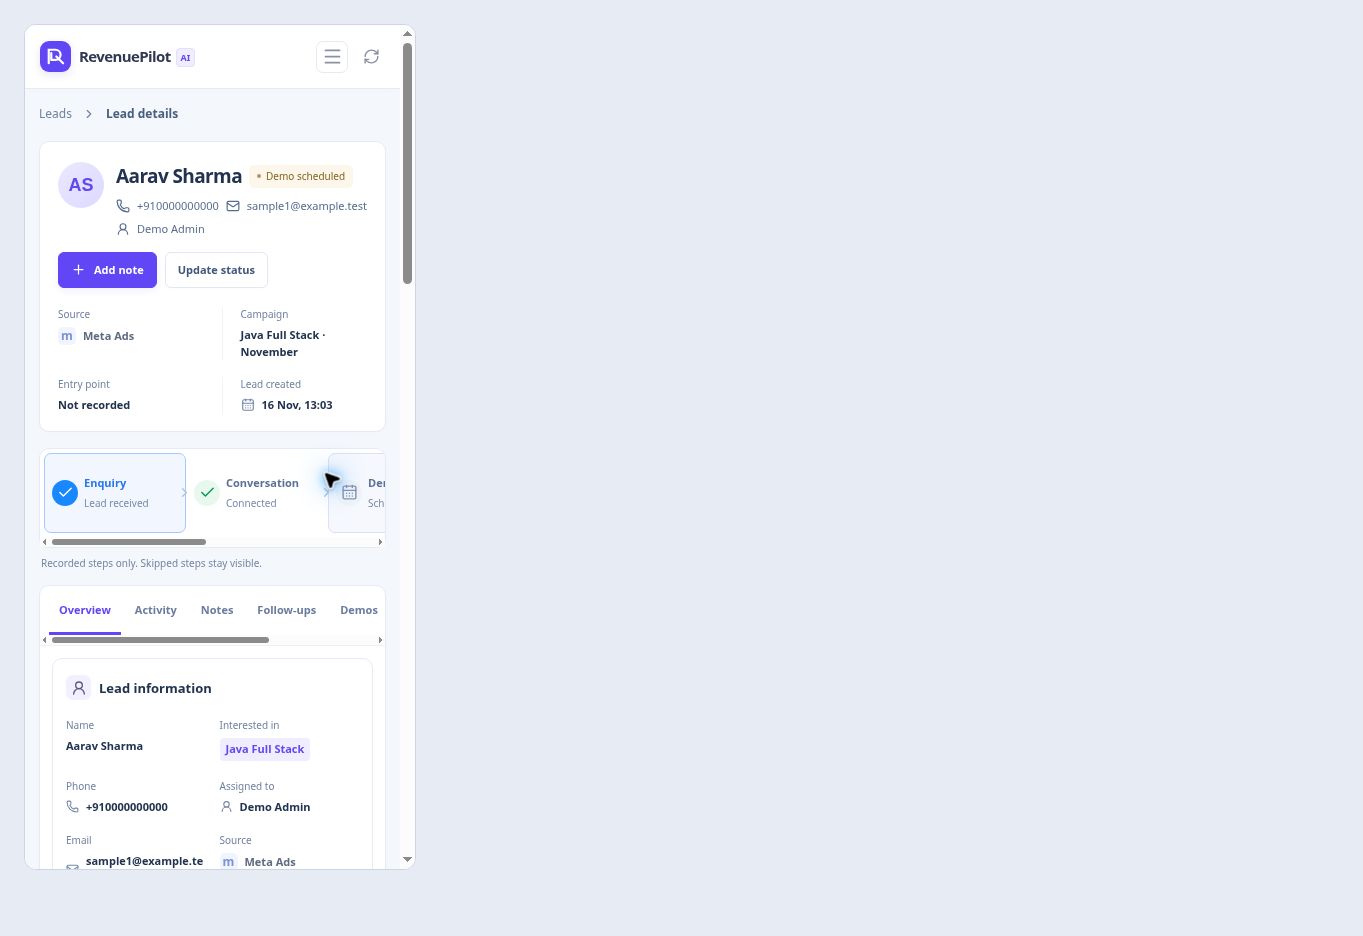 RevenuePilot AI
Leads > Lead details
AS
Aarav Sharma
Demo scheduled
+910000000000
sample1@example.test
Demo Admin
Add note
Update status
Source
Campaign
m Meta Ads
Java Full Stack ·
November
Entry point
Lead created
Not recorded
16 Nov, 13:03
Enquiry
Lead received
Conversation
Connected
Recorded steps only. Skipped steps stay visible.
Overview
Activity
Notes
Follow-ups
Demos
Lead information
Name
Interested in
Aarav Sharma
Java Full Stack
Phone
Assigned to
+910000000000
Demo Admin
Email
Source
sample1@example.te
m Meta Ads